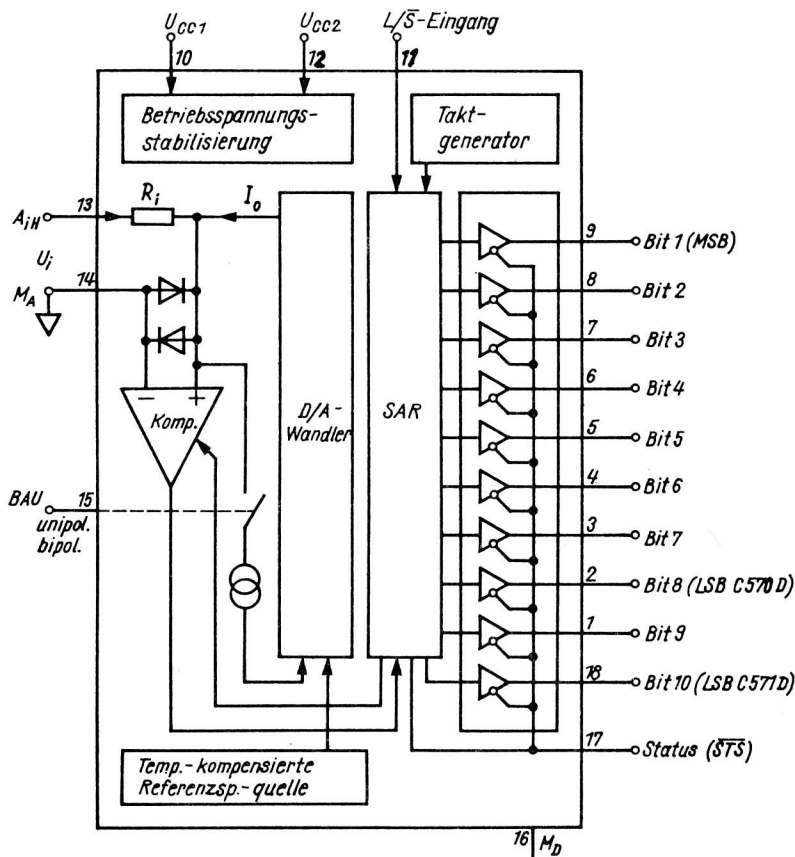 U_CC1
U_CC2
L/S̅-Eingang
10
12
11
Betriebsspannungs-
stabilisierung
Takt-
generator
A_iH
13
R_i
I_o
U_i
M_A
14
–
+
Komp.
D/A-
Wandler
SAR
BAU
15
unipol.
bipol.
9
Bit 1 (MSB)
8
Bit 2
7
Bit 3
6
Bit 4
5
Bit 5
4
Bit 6
3
Bit 7
2
Bit 8 (LSB C570D)
1
Bit 9
18
Bit 10 (LSB C571D)
17
Status (S̅T̅S̅)
Temp.-kompensierte
Referenzsp.-quelle
16
M_D